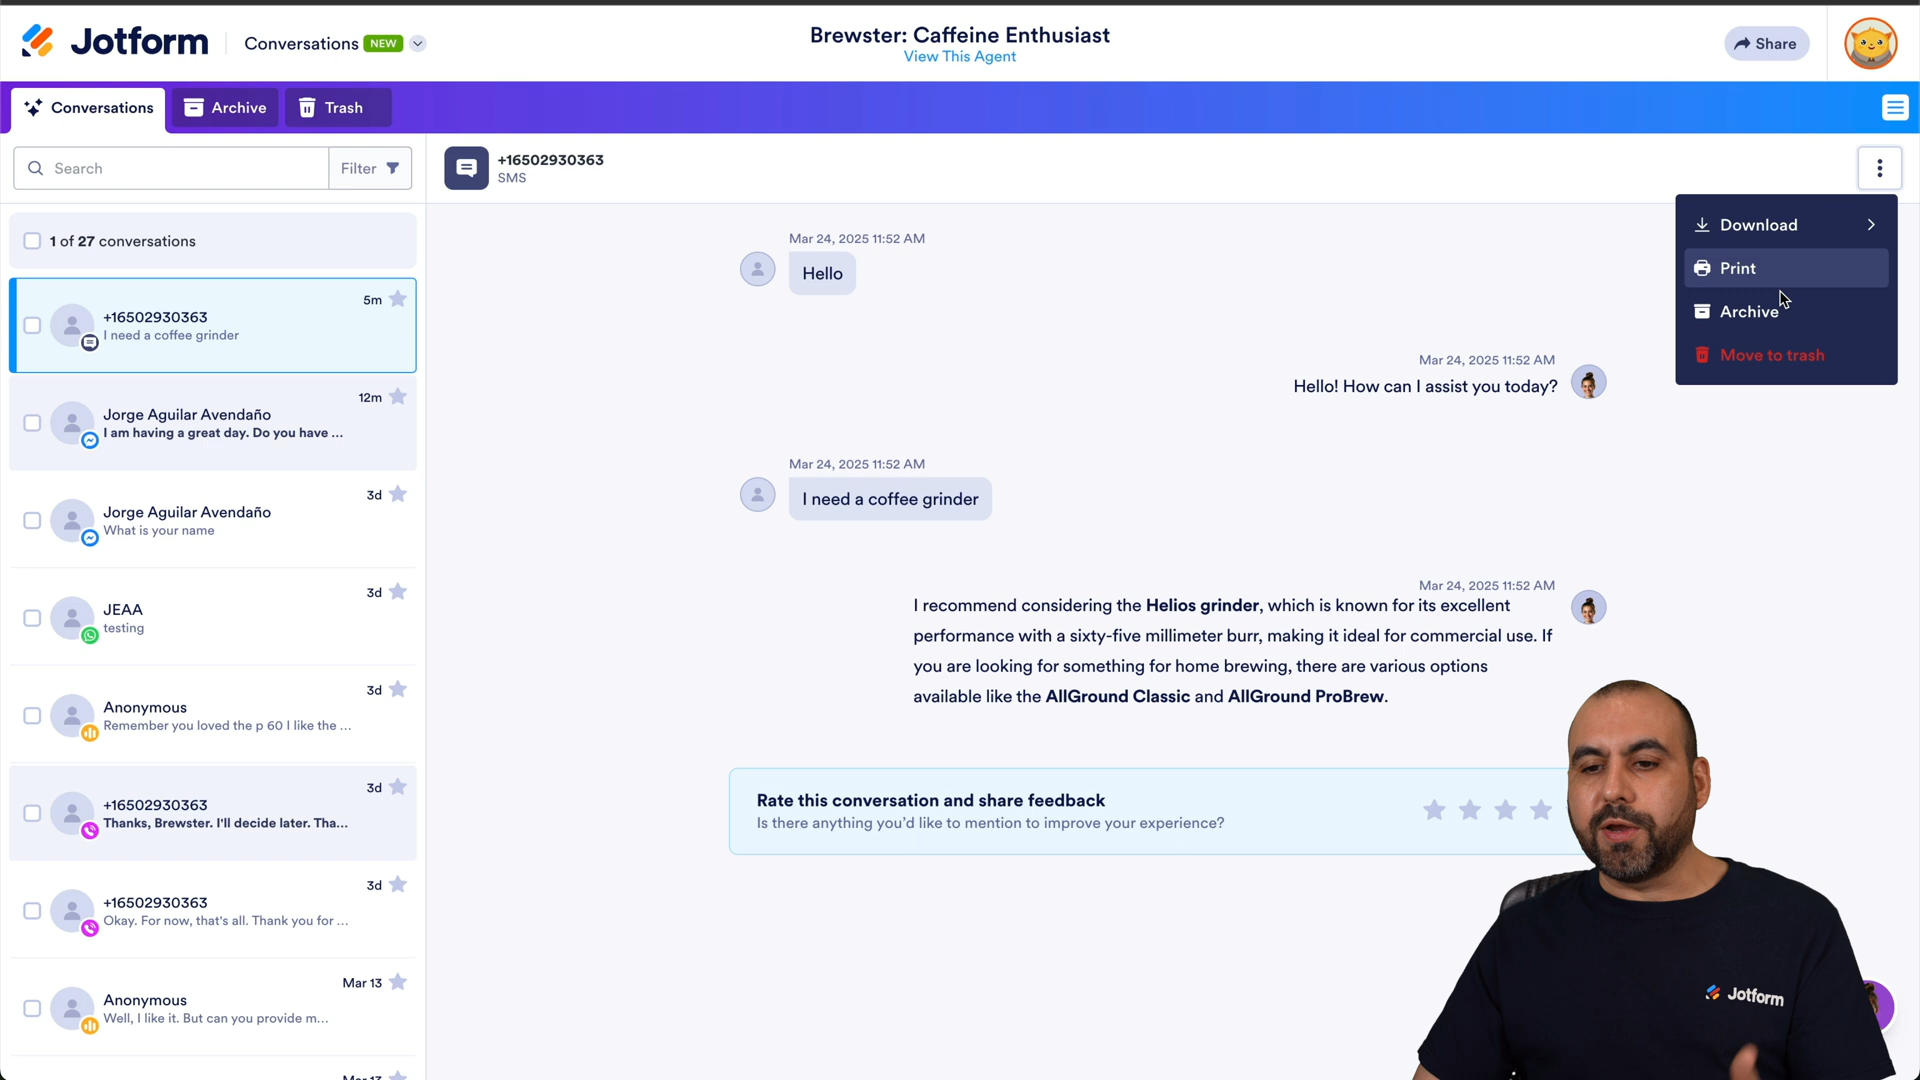 Jotform
Conversations NEW
Brewster: Caffeine Enthusiast
View This Agent
Share
Conversations
Archive
Trash
Search
Filter
+16502930363
SMS
1 of 27 conversations
5m
+16502930363
I need a coffee grinder
12m
Jorge Aguilar Avendaño
I am having a great day. Do you have ...
3d
Jorge Aguilar Avendaño
What is your name
3d
JEAA
testing
3d
Anonymous
Remember you loved the p 60 I like the ...
3d
+16502930363
Thanks, Brewster. I'll decide later. Tha...
3d
+16502930363
Okay. For now, that's all. Thank you for ...
Mar 13
Anonymous
Well, I like it. But can you provide m...
Mar 13
Mar 24, 2025 11:52 AM
Hello
Mar 24, 2025 11:52 AM
Hello! How can I assist you today?
Mar 24, 2025 11:52 AM
I need a coffee grinder
Mar 24, 2025 11:52 AM
I recommend considering the Helios grinder, which is known for its excellent
performance with a sixty-five millimeter burr, making it ideal for commercial use. If
you are looking for something for home brewing, there are various options
available like the AllGround Classic and AllGround ProBrew.
Rate this conversation and share feedback
Is there anything you'd like to mention to improve your experience?
Download
Print
Archive
Move to trash
Jotform